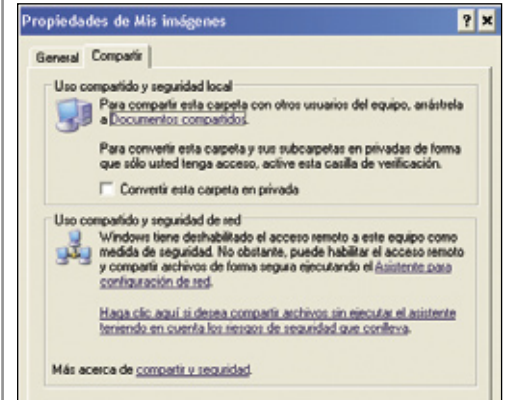 Propiedades de Mis imágenes
General Compartir
Uso compartido y seguridad local
Para compartir esta carpeta con otros usuarios del equipo, arrástrela
a Documentos compartidos.
Para convertir esta carpeta y sus subcarpetas en privadas de forma
que sólo usted tenga acceso, active esta casilla de verificación.
Convertir esta carpeta en privada
Uso compartido y seguridad de red
Windows tiene deshabilitado el acceso remoto a este equipo como
medida de seguridad. No obstante, puede habilitar el acceso remoto
y compartir archivos de forma segura ejecutando el Asistente para
configuración de red.
Haga clic aquí si desea compartir archivos sin ejecutar el asistente
teniendo en cuenta los riesgos de seguridad que conlleva.
Más acerca de compartir y seguridad.